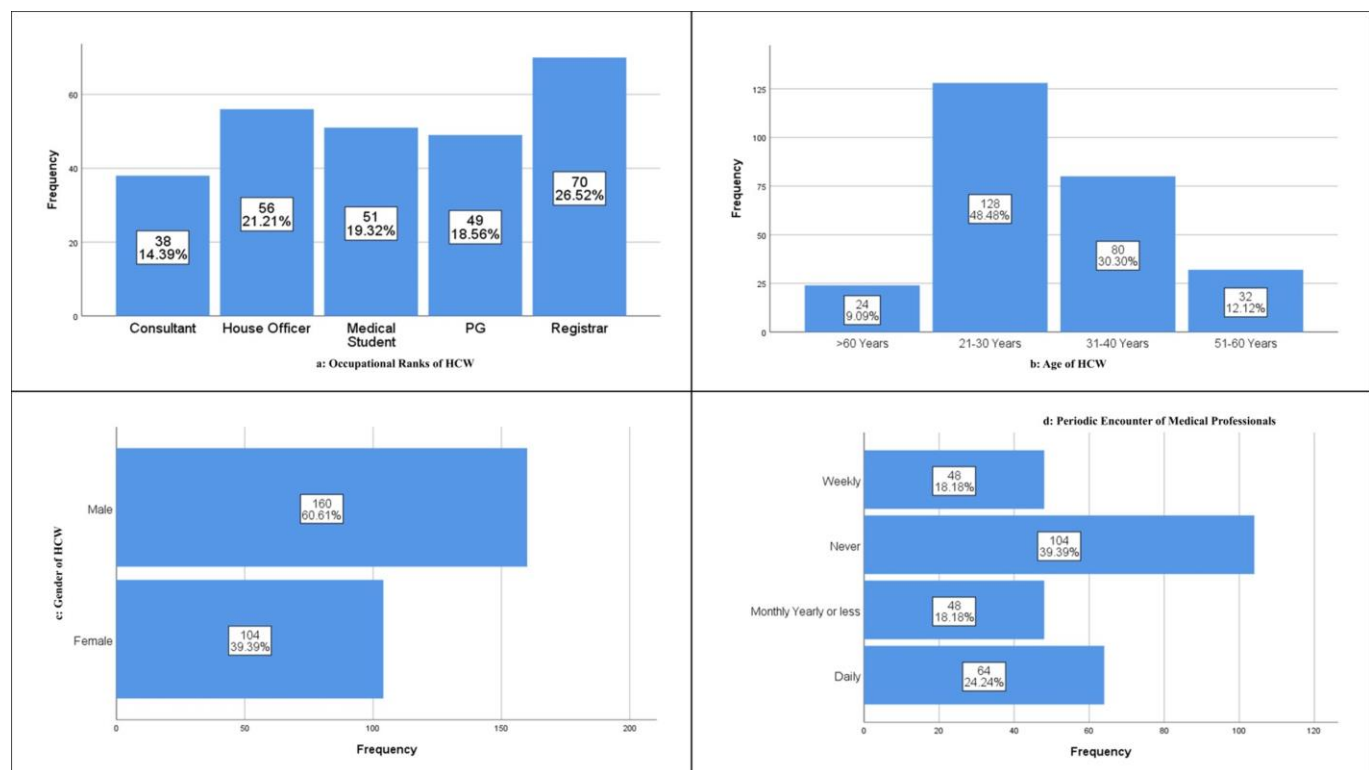 Frequency
60
40
20
0
38
14.39%
56
21.21%
51
19.32%
49
18.56%
70
26.52%
Consultant
House Officer
Medical
Student
PG
Registrar
a: Occupational Ranks of HCW
Frequency
125
100
75
50
25
0
24
9.09%
128
48.48%
80
30.30%
32
12.12%
>60 Years
21-30 Years
31-40 Years
51-60 Years
b: Age of HCW
c: Gender of HCW
Male
160
60.61%
Female
104
39.39%
0
50
100
150
200
Frequency
d: Periodic Encounter of Medical Professionals
Weekly
48
18.18%
Never
104
39.39%
Monthly Yearly or less
48
18.18%
Daily
64
24.24%
0
20
40
60
80
100
120
Frequency